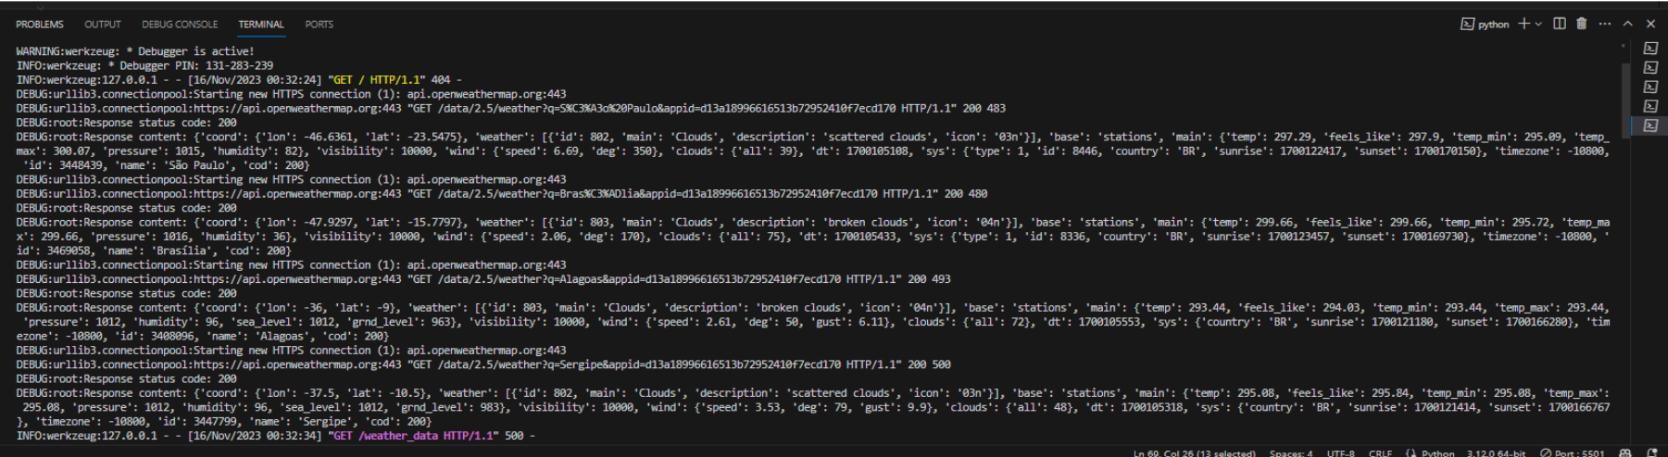 PROBLEMS OUTPUT DEBUG CONSOLE TERMINAL PORTS python
WARNING:werkzeug: * Debugger is active!
INFO:werkzeug: * Debugger PIN: 131-283-239
INFO:werkzeug:127.0.0.1 - - [16/Nov/2023 00:32:24] "GET / HTTP/1.1" 404 -
DEBUG:urllib3.connectionpool:Starting new HTTPS connection (1): api.openweathermap.org:443
DEBUG:urllib3.connectionpool:https://api.openweathermap.org:443 "GET /data/2.5/weather?q=S%C3%A3o%20Paulo&appid=d13a18996616513b72952410f7ecd170 HTTP/1.1" 200 483
DEBUG:root:Response status code: 200
DEBUG:root:Response content: {'coord': {'lon': -46.6361, 'lat': -23.5475}, 'weather': [{'id': 802, 'main': 'Clouds', 'description': 'scattered clouds', 'icon': '03n'}], 'base': 'stations', 'main': {'temp': 297.29, 'feels_like': 297.9, 'temp_min': 295.09, 'temp_
max': 300.07, 'pressure': 1015, 'humidity': 82}, 'visibility': 10000, 'wind': {'speed': 6.69, 'deg': 350}, 'clouds': {'all': 39}, 'dt': 1700105108, 'sys': {'type': 1, 'id': 8446, 'country': 'BR', 'sunrise': 1700122417, 'sunset': 1700170150}, 'timezone': -10800,
'id': 3448439, 'name': 'São Paulo', 'cod': 200}
DEBUG:urllib3.connectionpool:Starting new HTTPS connection (1): api.openweathermap.org:443
DEBUG:urllib3.connectionpool:https://api.openweathermap.org:443 "GET /data/2.5/weather?q=Bras%C3%ADlia&appid=d13a18996616513b72952410f7ecd170 HTTP/1.1" 200 480
DEBUG:root:Response status code: 200
DEBUG:root:Response content: {'coord': {'lon': -47.9297, 'lat': -15.7797}, 'weather': [{'id': 803, 'main': 'Clouds', 'description': 'broken clouds', 'icon': '04n'}], 'base': 'stations', 'main': {'temp': 299.66, 'feels_like': 299.66, 'temp_min': 295.72, 'temp_ma
x': 299.66, 'pressure': 1016, 'humidity': 36}, 'visibility': 10000, 'wind': {'speed': 2.06, 'deg': 170}, 'clouds': {'all': 75}, 'dt': 1700105433, 'sys': {'type': 1, 'id': 8336, 'country': 'BR', 'sunrise': 1700123457, 'sunset': 1700169730}, 'timezone': -10800, '
id': 3469058, 'name': 'Brasília', 'cod': 200}
DEBUG:urllib3.connectionpool:Starting new HTTPS connection (1): api.openweathermap.org:443
DEBUG:urllib3.connectionpool:https://api.openweathermap.org:443 "GET /data/2.5/weather?q=Alagoas&appid=d13a18996616513b72952410f7ecd170 HTTP/1.1" 200 493
DEBUG:root:Response status code: 200
DEBUG:root:Response content: {'coord': {'lon': -36, 'lat': -9}, 'weather': [{'id': 803, 'main': 'Clouds', 'description': 'broken clouds', 'icon': '04n'}], 'base': 'stations', 'main': {'temp': 293.44, 'feels_like': 294.03, 'temp_min': 293.44, 'temp_max': 293.44,
'pressure': 1012, 'humidity': 96, 'sea_level': 1012, 'grnd_level': 963}, 'visibility': 10000, 'wind': {'speed': 2.61, 'deg': 50, 'gust': 6.11}, 'clouds': {'all': 72}, 'dt': 1700105553, 'sys': {'country': 'BR', 'sunrise': 1700121180, 'sunset': 1700166280}, 'tim
ezone': -10800, 'id': 3408096, 'name': 'Alagoas', 'cod': 200}
DEBUG:urllib3.connectionpool:Starting new HTTPS connection (1): api.openweathermap.org:443
DEBUG:urllib3.connectionpool:https://api.openweathermap.org:443 "GET /data/2.5/weather?q=Sergipe&appid=d13a18996616513b72952410f7ecd170 HTTP/1.1" 200 500
DEBUG:root:Response status code: 200
DEBUG:root:Response content: {'coord': {'lon': -37.5, 'lat': -10.5}, 'weather': [{'id': 802, 'main': 'Clouds', 'description': 'scattered clouds', 'icon': '03n'}], 'base': 'stations', 'main': {'temp': 295.08, 'feels_like': 295.84, 'temp_min': 295.08, 'temp_max':
295.08, 'pressure': 1012, 'humidity': 96, 'sea_level': 1012, 'grnd_level': 983}, 'visibility': 10000, 'wind': {'speed': 3.53, 'deg': 79, 'gust': 9.9}, 'clouds': {'all': 48}, 'dt': 1700105318, 'sys': {'country': 'BR', 'sunrise': 1700121414, 'sunset': 1700166767
}, 'timezone': -10800, 'id': 3447799, 'name': 'Sergipe', 'cod': 200}
INFO:werkzeug:127.0.0.1 - - [16/Nov/2023 00:32:34] "GET /weather_data HTTP/1.1" 500 -
Ln 69, Col 26 (13 selected) Spaces: 4 UTF-8 CRLF Python 3.12.0 64-bit Port : 5501